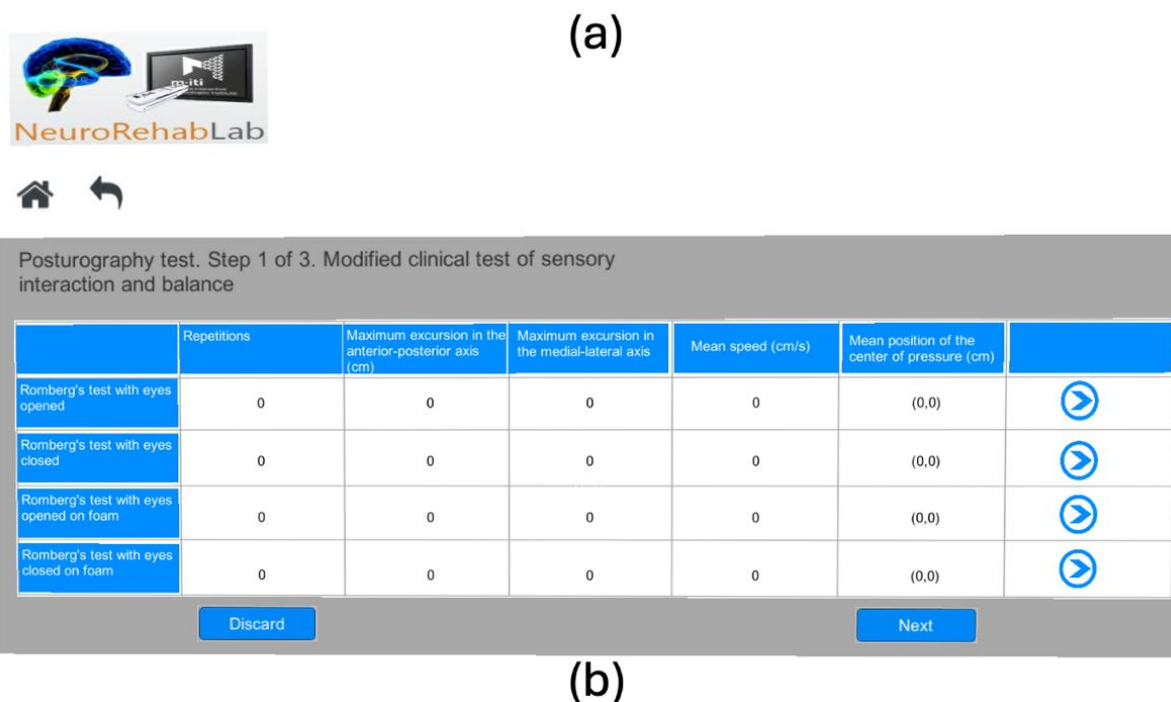 (a)
m-iti
NeuroRehabLab
Posturography test. Step 1 of 3. Modified clinical test of sensory
interaction and balance
Repetitions
Maximum excursion in the
anterior-posterior axis
(cm)
Maximum excursion in
the medial-lateral axis
Mean speed (cm/s)
Mean position of the
center of pressure (cm)
Romberg's test with eyes
opened
0
0
0
0
(0,0)
Romberg's test with eyes
closed
0
0
0
0
(0,0)
Romberg's test with eyes
opened on foam
0
0
0
0
(0,0)
Romberg's test with eyes
closed on foam
0
0
0
0
(0,0)
Discard
Next
(b)